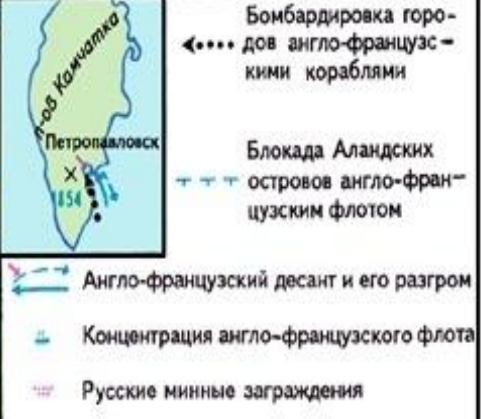 п-ов Камчатка
Петропавловск
1854
Бомбардировка горо-
дов англо-французс-
кими кораблями
Блокада Аландских
островов англо-фран-
цузским флотом
Англо-французский десант и его разгром
Концентрация англо-французского флота
Русские минные заграждения